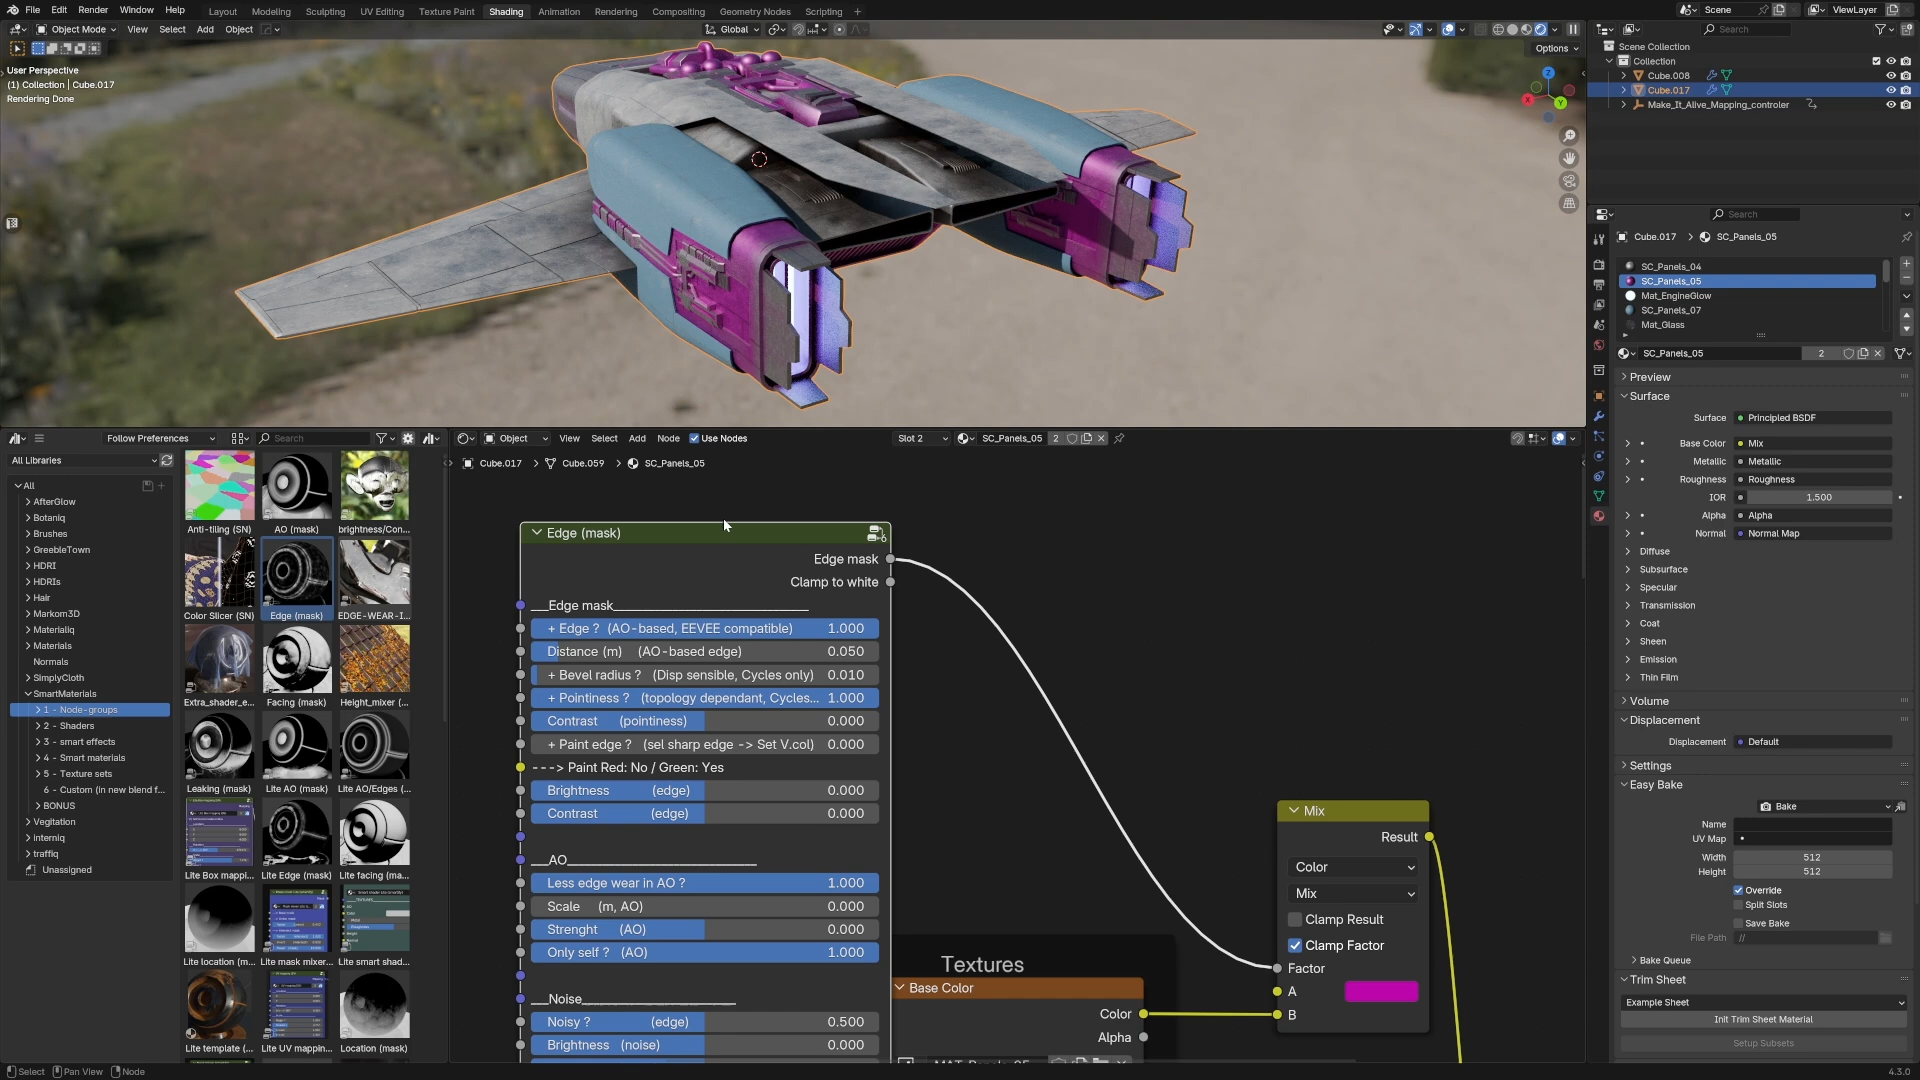 File Edit Render Window Help Layout Modeling Sculpting UV Editing Texture Paint Shading Animation Rendering Compositing Geometry Nodes Scripting + Scene ViewLayer
Object Mode View Select Add Object Global Search
Options
User Perspective
(1) Collection | Cube.017
Rendering Done
Scene Collection
Collection
Cube.008
Cube.017
Make_It_Alive_Mapping_controler
X
Y
Z
Search
Cube.017 > SC_Panels_05
SC_Panels_04
SC_Panels_05
Mat_EngineGlow
SC_Panels_07
Mat_Glass
SC_Panels_05 2
Preview
Surface
Surface Principled BSDF
Base Color Mix
Metallic Metallic
Roughness Roughness
IOR 1.500
Alpha Alpha
Normal Normal Map
Diffuse
Subsurface
Specular
Transmission
Coat
Sheen
Emission
Thin Film
Volume
Displacement
Displacement Default
Settings
Easy Bake
Bake
Name
UV Map
Width 512
Height 512
Override
Split Slots
Save Bake
File Path //
Bake Queue
Trim Sheet
Example Sheet
Init Trim Sheet Material
Setup Subsets
Follow Preferences Search
All Libraries
All
AfterGlow
Botaniq
Brushes
GreebleTown
HDRI
HDRIs
Hair
Markom3D
Materialiq
Materials
Normals
SimplyCloth
SmartMaterials
1 - Node-groups
2 - Shaders
3 - smart effects
4 - Smart materials
5 - Texture sets
6 - Custom (in new blend f...
BONUS
Vegitation
interniq
traffiq
Unassigned
Anti-tiling (SN) AO (mask) brightness/Con...
Color Slicer (SN) Edge (mask) EDGE-WEAR-I...
Extra_shader_e... Facing (mask) Height_mixer (...
Leaking (mask) Lite AO (mask) Lite AO/Edges (...
Lite Box mappi... Lite Edge (mask) Lite facing (ma...
Lite location (m... Lite mask mixer... Lite smart shad...
Lite template (... Lite UV mappin... Location (mask)
Object View Select Add Node Use Nodes Slot 2 SC_Panels_05 2
Cube.017 > Cube.059 > SC_Panels_05
Edge (mask)
Edge mask
Clamp to white
__Edge mask____________________________
+ Edge ? (AO-based, EEVEE compatible) 1.000
Distance (m) (AO-based edge) 0.050
+ Bevel radius ? (Disp sensible, Cycles only) 0.010
+ Pointiness ? (topology dependant, Cycles... 1.000
Contrast (pointiness) 0.000
+ Paint edge ? (sel sharp edge -> Set V.col) 0.000
---> Paint Red: No / Green: Yes
Brightness (edge) 0.000
Contrast (edge) 0.000
__AO___________________________
Less edge wear in AO ? 1.000
Scale (m, AO) 0.000
Strenght (AO) 0.000
Only self ? (AO) 1.000
__Noise______________________
Noisy ? (edge) 0.500
Brightness (noise) 0.000
Textures
Base Color
Color
Alpha
Mix
Result
Color
Mix
Clamp Result
Clamp Factor
Factor
A
B
Select Pan View Node 4.3.0